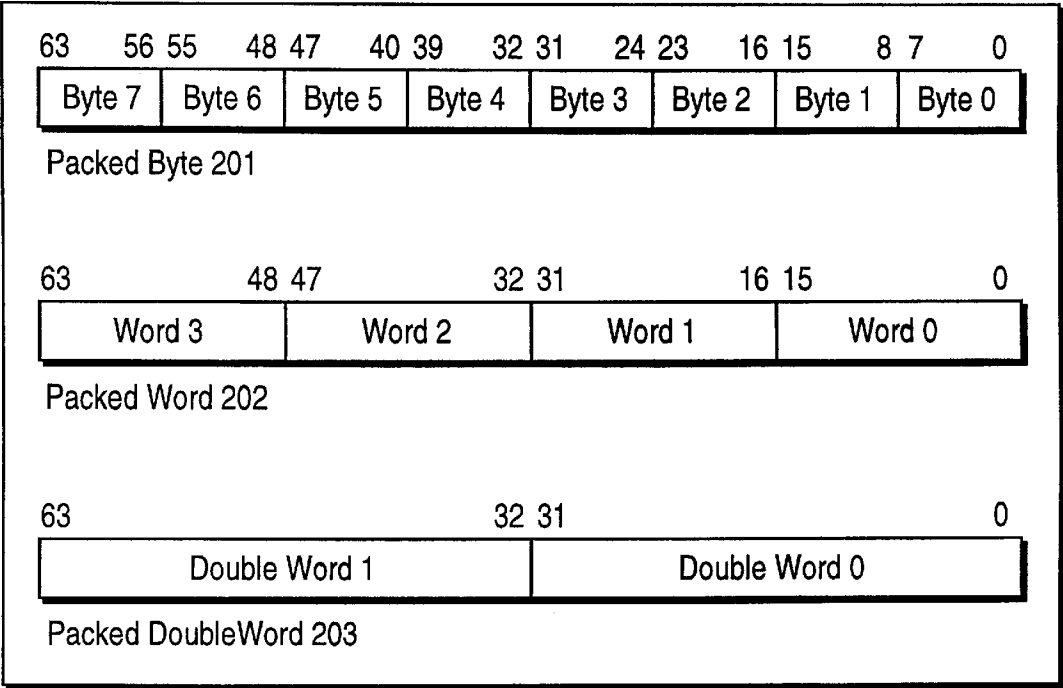 63 56 55 48 47 40 39 32 31 24 23 16 15 8 7 0
Byte 7 Byte 6 Byte 5 Byte 4 Byte 3 Byte 2 Byte 1 Byte 0
Packed Byte 201
63 48 47 32 31 16 15 0
Word 3 Word 2 Word 1 Word 0
Packed Word 202
63 32 31 0
Double Word 1 Double Word 0
Packed DoubleWord 203